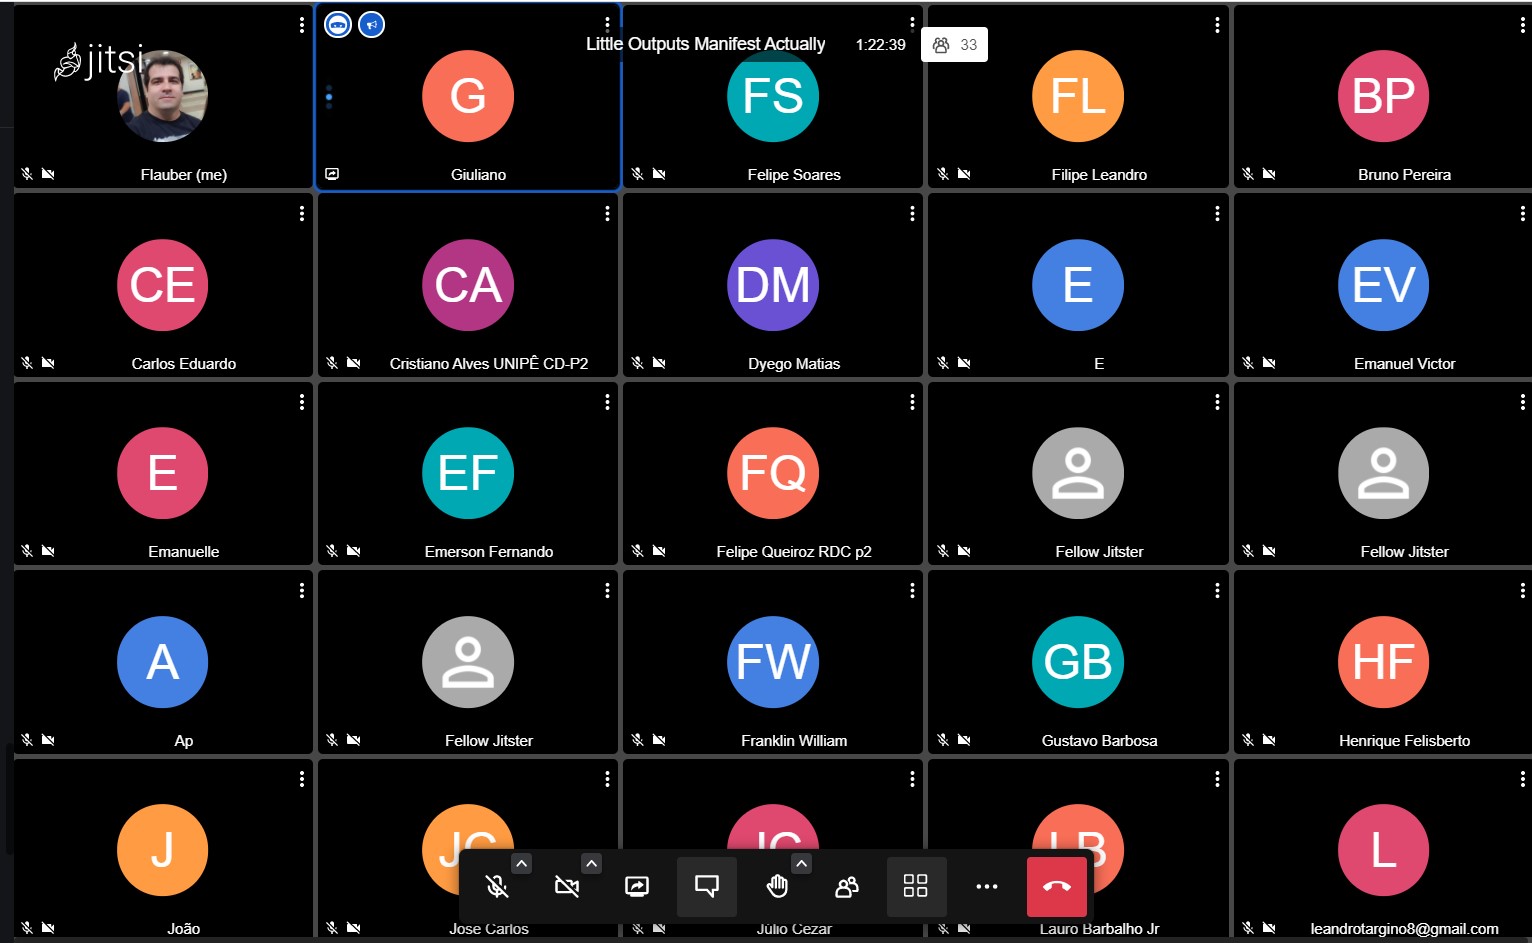 jitsi
Little Outputs Manifest Actually 1:22:39 33
G FS FL BP
Flauber (me) Giuliano Felipe Soares Filipe Leandro Bruno Pereira
CE CA DM E EV
Carlos Eduardo Cristiano Alves UNIPÊ CD-P2 Dyego Matias E Emanuel Victor
E EF FQ
Emanuelle Emerson Fernando Felipe Queiroz RDC p2 Fellow Jitster Fellow Jitster
A FW GB HF
Ap Fellow Jitster Franklin William Gustavo Barbosa Henrique Felisberto
J JC JC LB L
João Jose Carlos Júlio Cezar Lauro Barbalho Jr leandrotargino8@gmail.com